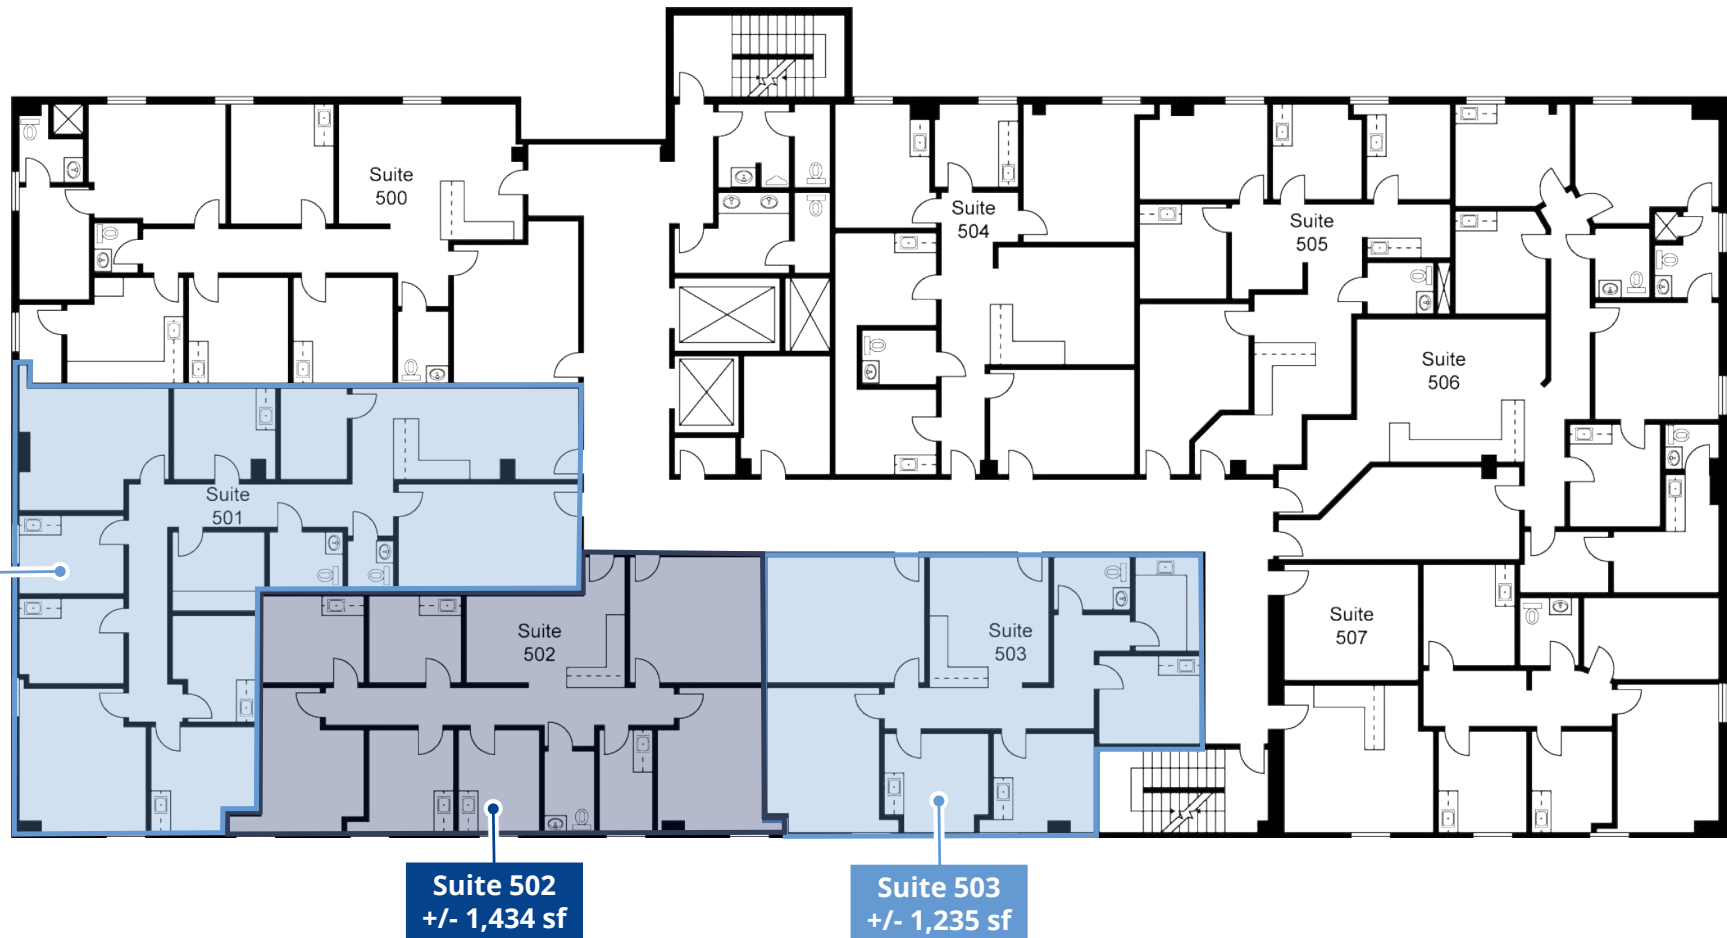 Suite
500
Suite
504
Suite
505
Suite
506
Suite
501
Suite
502
Suite
503
Suite
507
Suite 502
+/- 1,434 sf
Suite 503
+/- 1,235 sf